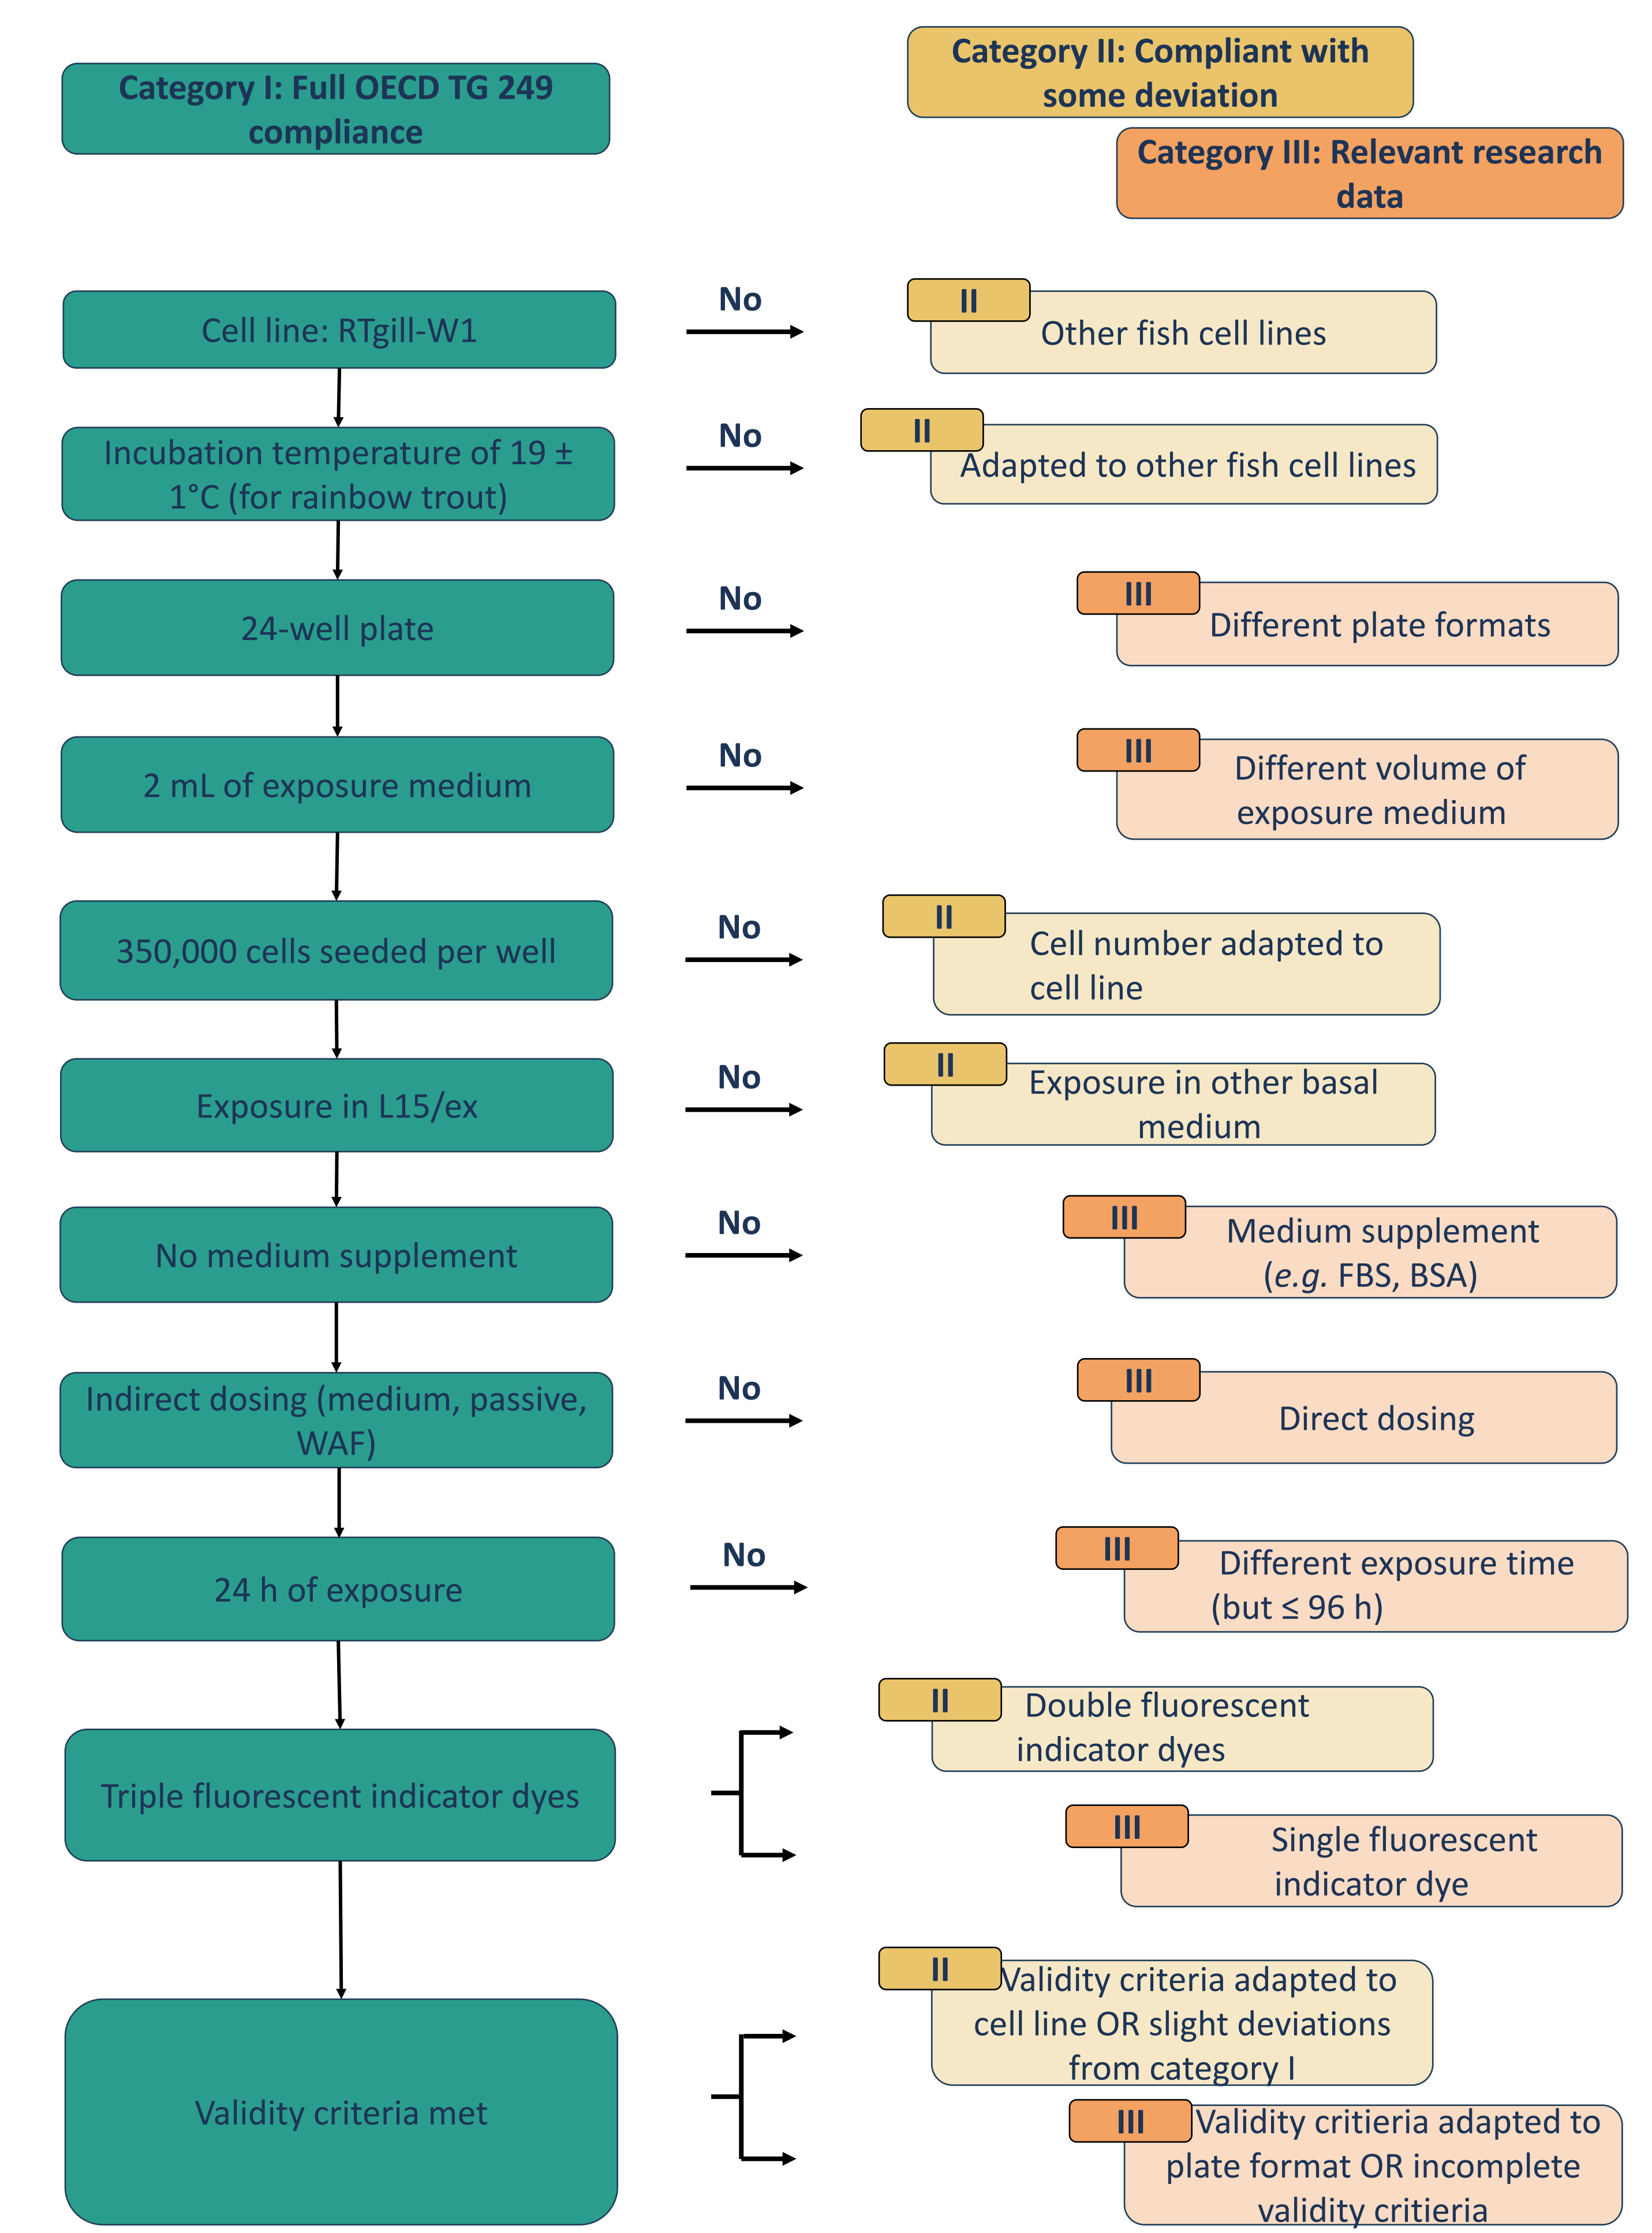 Category I: Full OECD TG 249
compliance
Category II: Compliant with
some deviation
Category III: Relevant research
data
Cell line: RTgill-W1
No
II
Other fish cell lines
Incubation temperature of 19 ±
1°C (for rainbow trout)
No
II
Adapted to other fish cell lines
24-well plate
No
III
Different plate formats
2 mL of exposure medium
No
III
Different volume of
exposure medium
350,000 cells seeded per well
No
II
Cell number adapted to
cell line
Exposure in L15/ex
No
II
Exposure in other basal
medium
No medium supplement
No
III
Medium supplement
(e.g. FBS, BSA)
Indirect dosing (medium, passive,
WAF)
No
III
Direct dosing
24 h of exposure
No
III
Different exposure time
(but ≤ 96 h)
Triple fluorescent indicator dyes
II
Double fluorescent
indicator dyes
III
Single fluorescent
indicator dye
Validity criteria met
II
Validity criteria adapted to
cell line OR slight deviations
from category I
III
Validity critieria adapted to
plate format OR incomplete
validity critieria